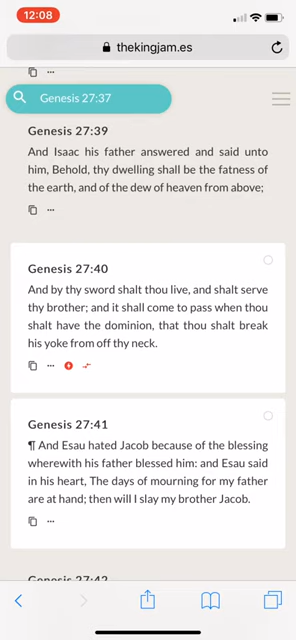 12:08
thekingjam.es
Genesis 27:37
Genesis 27:39
And Isaac his father answered and said unto
him, Behold, thy dwelling shall be the fatness of
the earth, and of the dew of heaven from above;
Genesis 27:40
And by thy sword shalt thou live, and shalt serve
thy brother; and it shall come to pass when thou
shalt have the dominion, that thou shalt break
his yoke from off thy neck.
Genesis 27:41
¶ And Esau hated Jacob because of the blessing
wherewith his father blessed him: and Esau said
in his heart, The days of mourning for my father
are at hand; then will I slay my brother Jacob.
Genesis 27:42